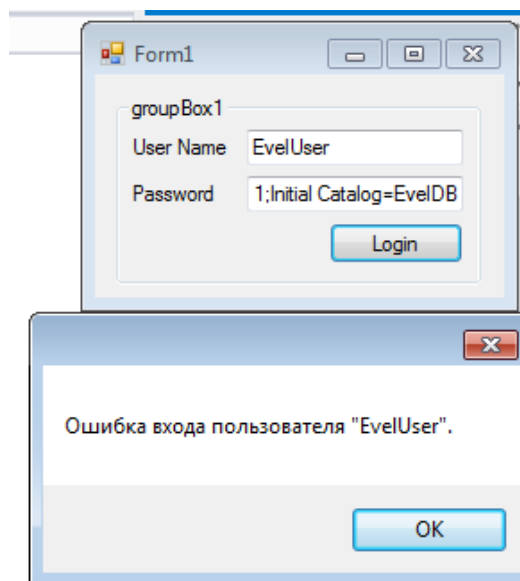 Form1
groupBox1
User Name EvelUser
Password 1;Initial Catalog=EvelDB
Login
Ошибка входа пользователя "EvelUser".
OK